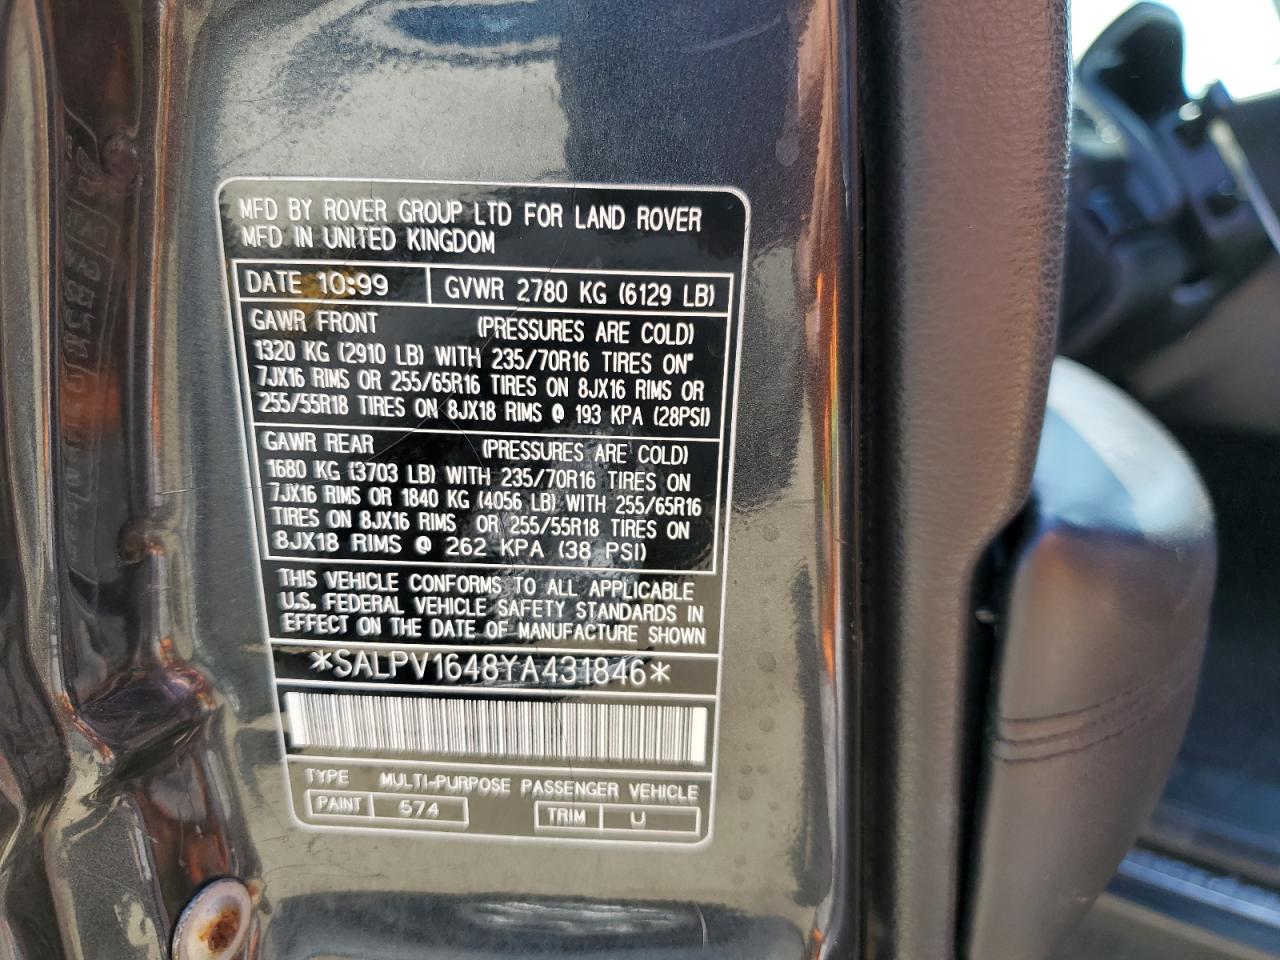 MFD BY ROVER GROUP LTD FOR LAND ROVER
MFD IN UNITED KINGDOM
DATE 10:99 GVWR 2780 KG (6129 LB)
GAWR FRONT (PRESSURES ARE COLD)
1320 KG (2910 LB) WITH 235/70R16 TIRES ON
7JX16 RIMS OR 255/65R16 TIRES ON 8JX16 RIMS OR
255/55R18 TIRES ON 8JX18 RIMS @ 193 KPA (28PSI)
GAWR REAR (PRESSURES ARE COLD)
1680 KG (3703 LB) WITH 235/70R16 TIRES ON
7JX16 RIMS OR 1840 KG (4056 LB) WITH 255/65R16
TIRES ON 8JX16 RIMS OR 255/55R18 TIRES ON
8JX18 RIMS @ 262 KPA (38 PSI)
THIS VEHICLE CONFORMS TO ALL APPLICABLE
U.S. FEDERAL VEHICLE SAFETY STANDARDS IN
EFFECT ON THE DATE OF MANUFACTURE SHOWN
*SALPV1648YA431846*
TYPE MULTI-PURPOSE PASSENGER VEHICLE
PAINT 574 TRIM U